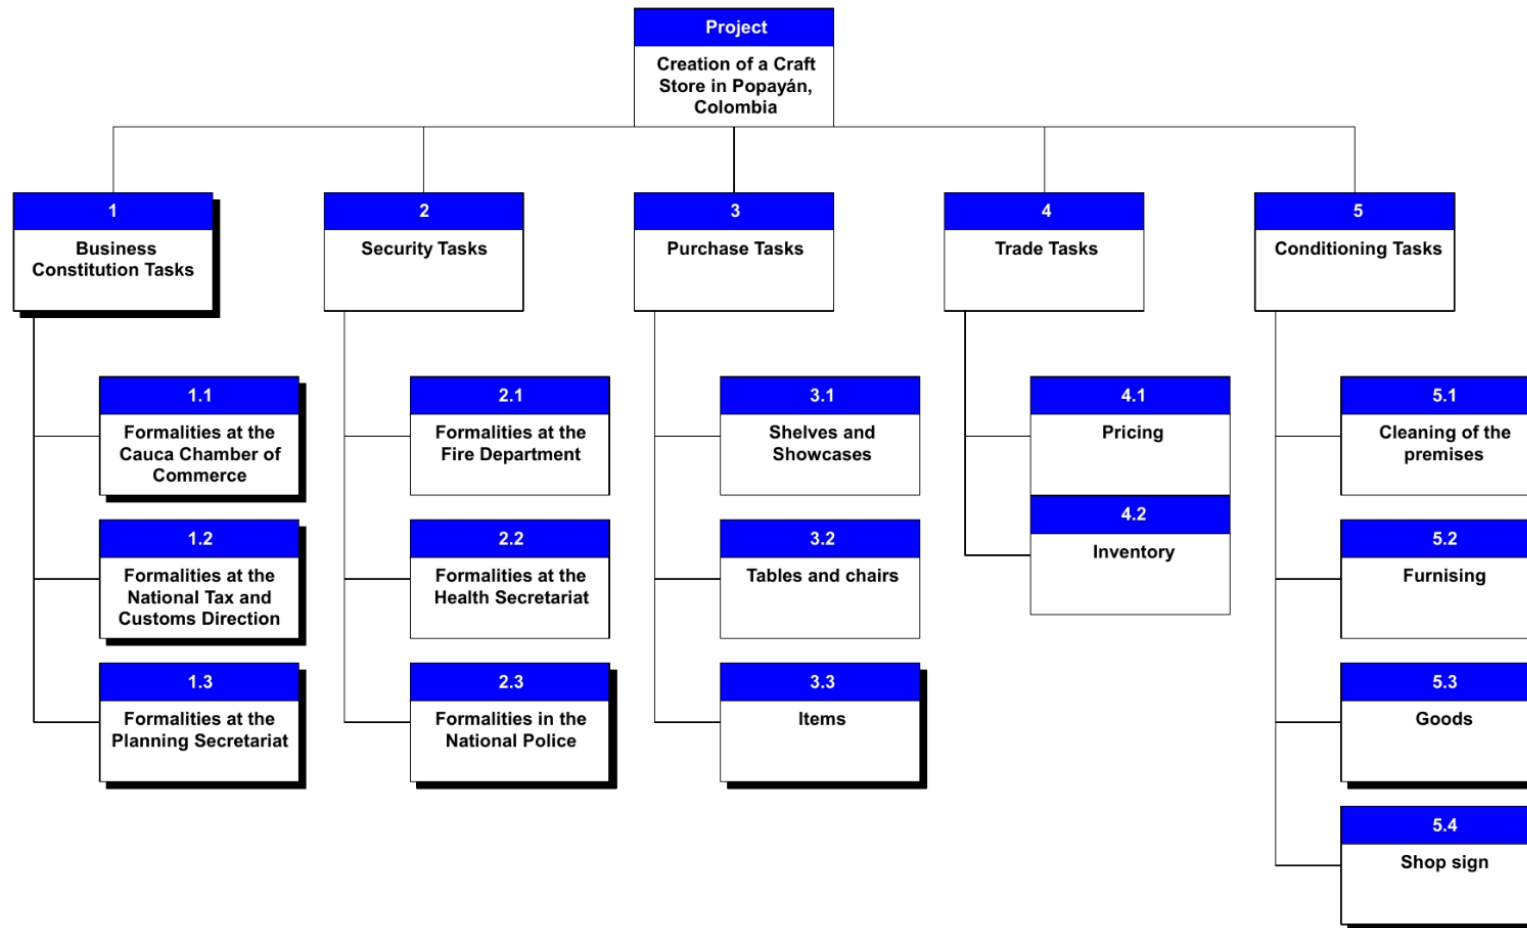 Project
Creation of a Craft
Store in Popayán,
Colombia
1
Business
Constitution Tasks
2
Security Tasks
3
Purchase Tasks
4
Trade Tasks
5
Conditioning Tasks
1.1
Formalities at the
Cauca Chamber of
Commerce
1.2
Formalities at the
National Tax and
Customs Direction
1.3
Formalities at the
Planning Secretariat
2.1
Formalities at the
Fire Department
2.2
Formalities at the
Health Secretariat
2.3
Formalities in the
National Police
3.1
Shelves and
Showcases
3.2
Tables and chairs
3.3
Items
4.1
Pricing
4.2
Inventory
5.1
Cleaning of the
premises
5.2
Furnising
5.3
Goods
5.4
Shop sign